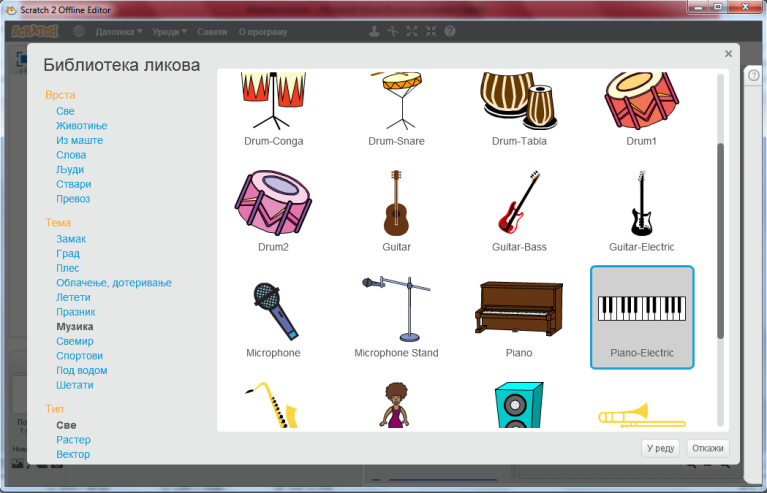 Scratch 2 Offline Editor
SCRATCH
Датотека
Уреди
Савети
О програму
Библиотека ликова
Врста
Све
Животиње
Из маште
Слова
Људи
Ствари
Превоз
Тема
Замак
Град
Плес
Облачење, дотеривање
Летети
Празник
Музика
Свемир
Спортови
Под водом
Шетати
Тип
Све
Растер
Вектор
Drum-Conga
Drum-Snare
Drum-Tabla
Drum1
Drum2
Guitar
Guitar-Bass
Guitar-Electric
Microphone
Microphone Stand
Piano
Piano-Electric
У реду
Откажи